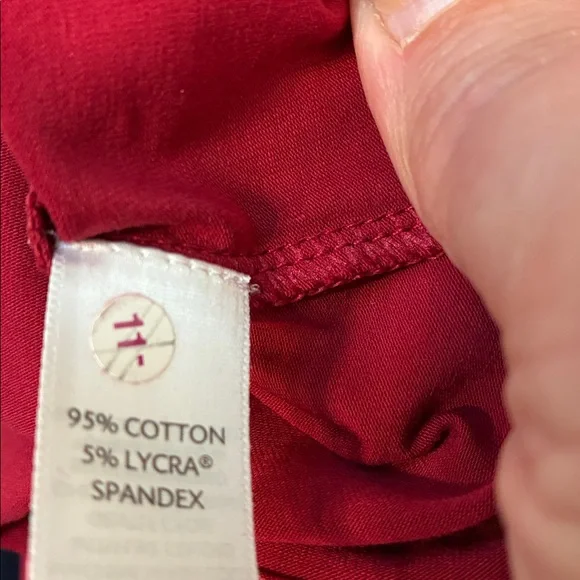 11-
95% COTTON
5% LYCRA®
SPANDEX